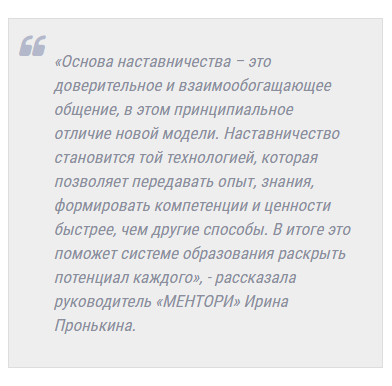 «Основа наставничества – это
доверительное и взаимообогащающее
общение, в этом принципиальное
отличие новой модели. Наставничество
становится той технологией, которая
позволяет передавать опыт, знания,
формировать компетенции и ценности
быстрее, чем другие способы. В итоге это
поможет системе образования раскрыть
потенциал каждого», - рассказала
руководитель «МЕНТОРИ» Ирина
Пронькина.